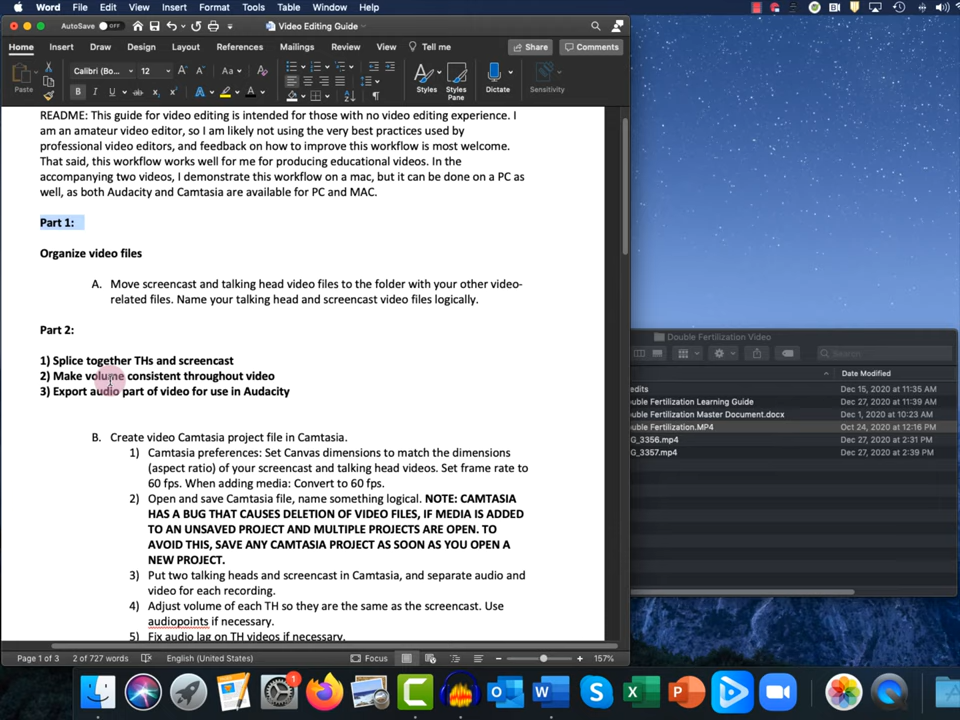 Word File Edit View Insert Format Tools Table Window Help
AutoSave OFF Video Editing Guide
Home Insert Draw Design Layout References Mailings Review View Tell me Share Comments
Calibri (Bo... 12
Paste Styles Styles Pane Dictate Sensitivity
README: This guide for video editing is intended for those with no video editing experience. I
am an amateur video editor, so I am likely not using the very best practices used by
professional video editors, and feedback on how to improve this workflow is most welcome.
That said, this workflow works well for me for producing educational videos. In the
accompanying two videos, I demonstrate this workflow on a mac, but it can be done on a PC as
well, as both Audacity and Camtasia are available for PC and MAC.
Part 1:
Organize video files
A. Move screencast and talking head video files to the folder with your other video-
related files. Name your talking head and screencast video files logically.
Part 2:
1) Splice together THs and screencast
2) Make volume consistent throughout video
3) Export audio part of video for use in Audacity
B. Create video Camtasia project file in Camtasia.
1) Camtasia preferences: Set Canvas dimensions to match the dimensions
(aspect ratio) of your screencast and talking head videos. Set frame rate to
60 fps. When adding media: Convert to 60 fps.
2) Open and save Camtasia file, name something logical. NOTE: CAMTASIA
HAS A BUG THAT CAUSES DELETION OF VIDEO FILES, IF MEDIA IS ADDED
TO AN UNSAVED PROJECT AND MULTIPLE PROJECTS ARE OPEN. TO
AVOID THIS, SAVE ANY CAMTASIA PROJECT AS SOON AS YOU OPEN A
NEW PROJECT.
3) Put two talking heads and screencast in Camtasia, and separate audio and
video for each recording.
4) Adjust volume of each TH so they are the same as the screencast. Use
audiopoints if necessary.
5) Fix audio lag on TH videos if necessary.
Page 1 of 3 2 of 727 words English (United States) Focus 157%
Double Fertilization Video
Search
Date Modified
edits Dec 15, 2020 at 11:35 AM
uble Fertilization Learning Guide Dec 27, 2020 at 11:39 AM
uble Fertilization Master Document.docx Dec 1, 2020 at 10:23 AM
uble Fertilization.MP4 Oct 24, 2020 at 12:16 PM
G_3356.mp4 Dec 27, 2020 at 2:31 PM
G_3357.mp4 Dec 27, 2020 at 2:39 PM